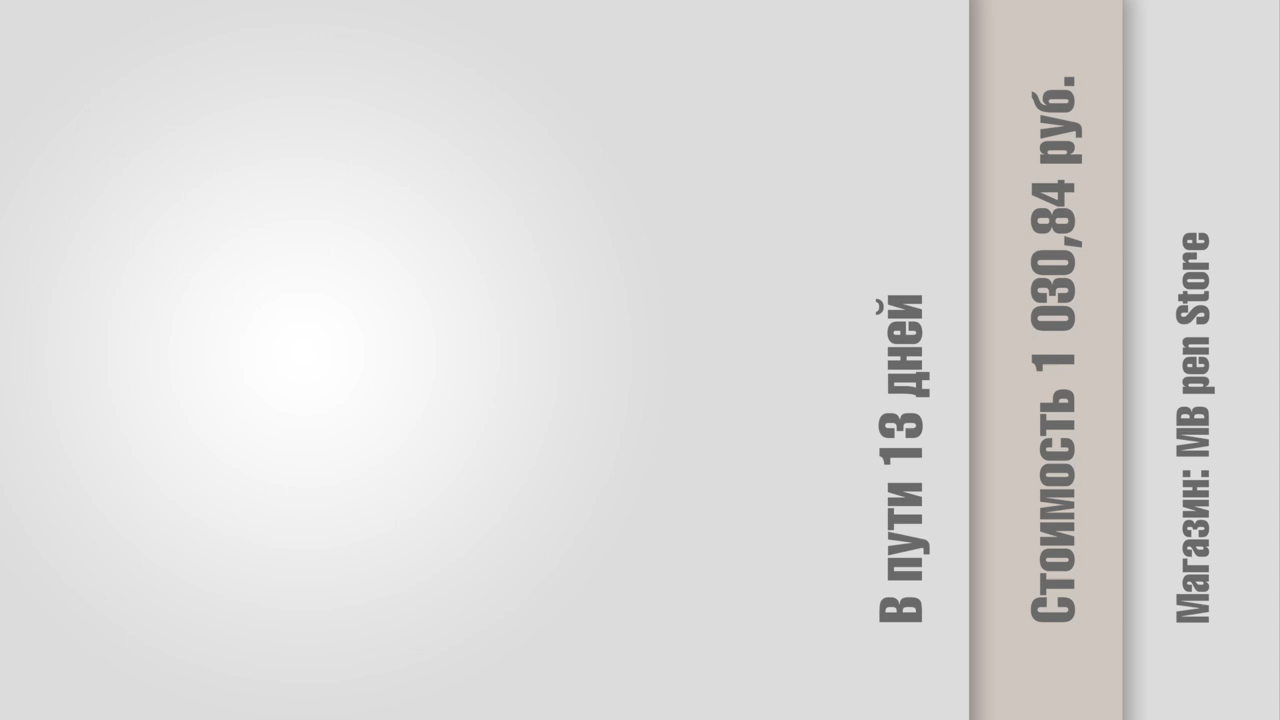 В пути 13 дней
Стоимость 1 030,84 руб.
Магазин: MB pen Store